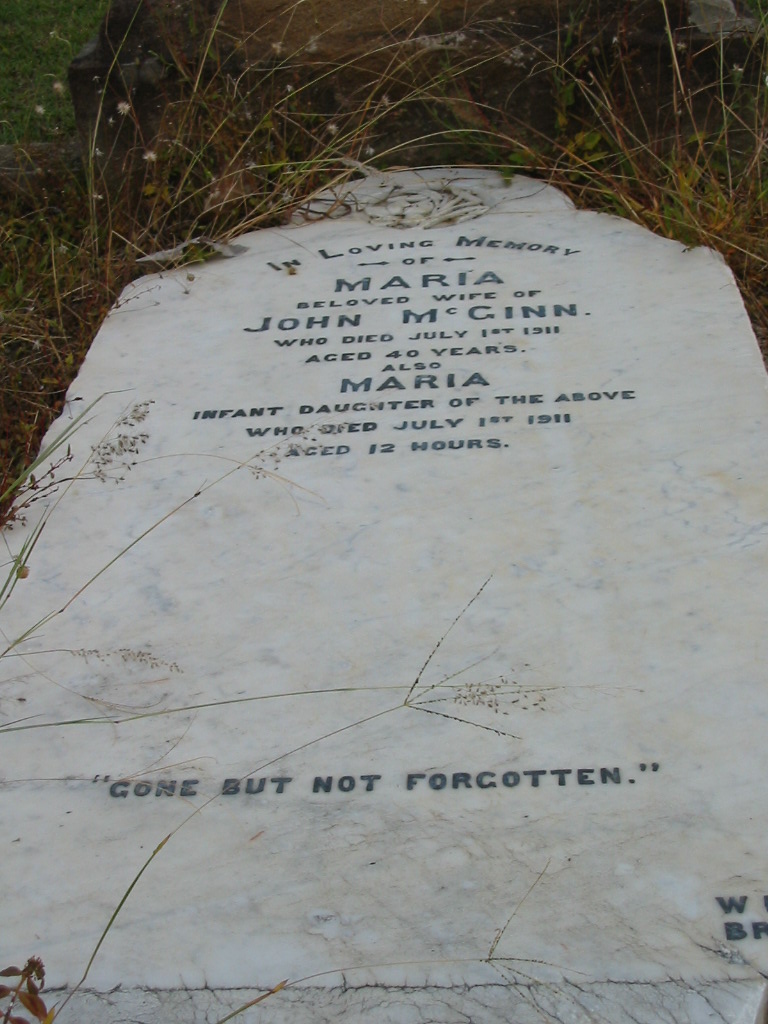 In Loving Memory
OF
MARIA
BELOVED WIFE OF
JOHN McGINN.
WHO DIED JULY 1ST 1911
AGED 40 YEARS.
ALSO
MARIA
INFANT DAUGHTER OF THE ABOVE
WHO DIED JULY 1ST 1911
AGED 12 HOURS.
"GONE BUT NOT FORGOTTEN."
W
BR